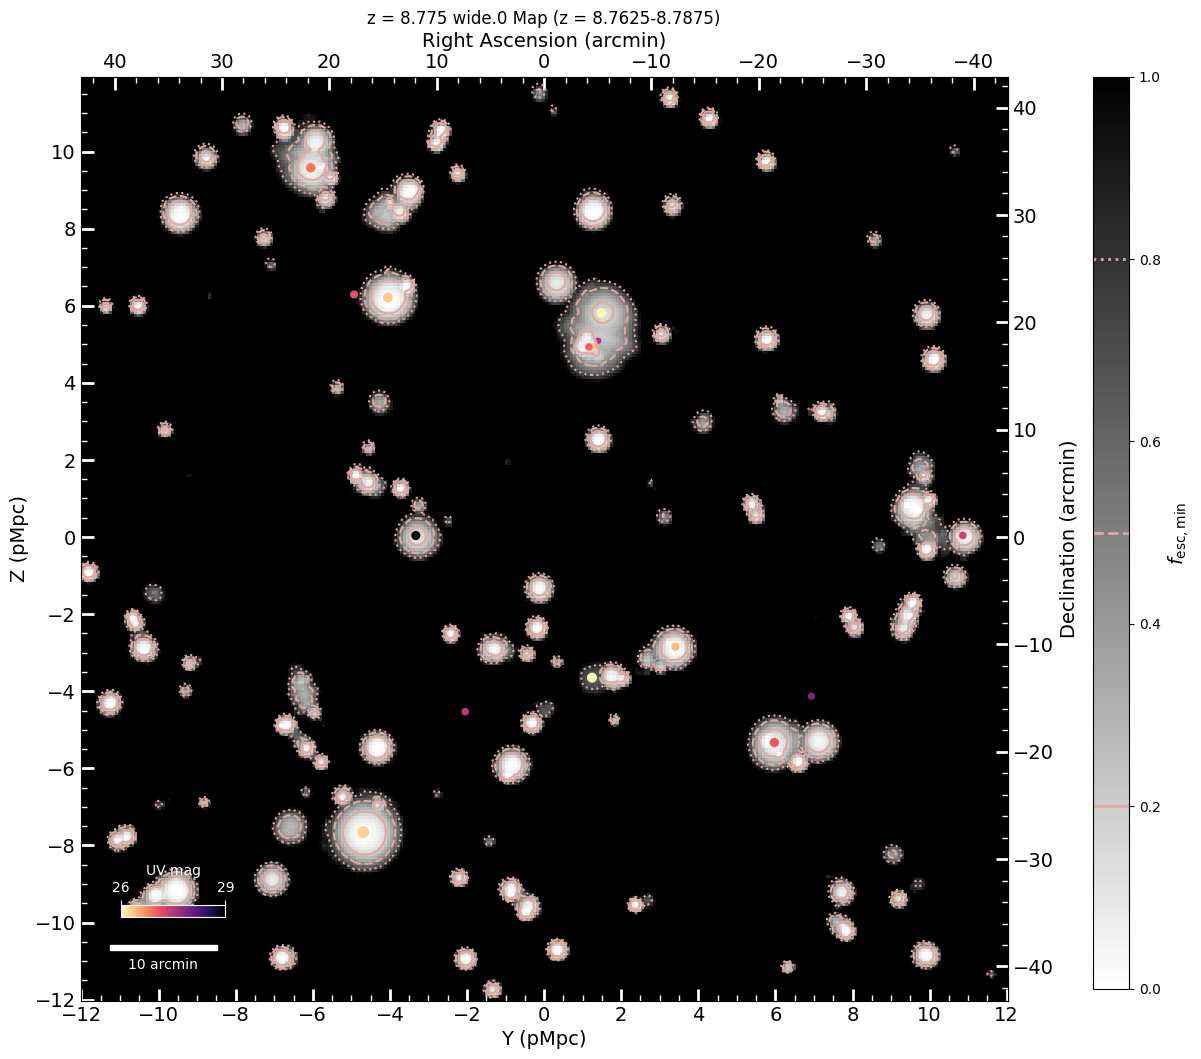 z = 8.775 wide.0 Map (z = 8.7625-8.7875)
Right Ascension (arcmin)
40 30 20 10 0 −10 −20 −30 −40
10 8 6 4 2 0 −2 −4 −6 −8 −10 −12
Z (pMpc)
40 30 20 10 0 −10 −20 −30 −40
Declination (arcmin)
1.0 0.8 0.6 0.4 0.2 0.0
fesc,min
UV mag
26 29
10 arcmin
−12 −10 −8 −6 −4 −2 0 2 4 6 8 10 12
Y (pMpc)